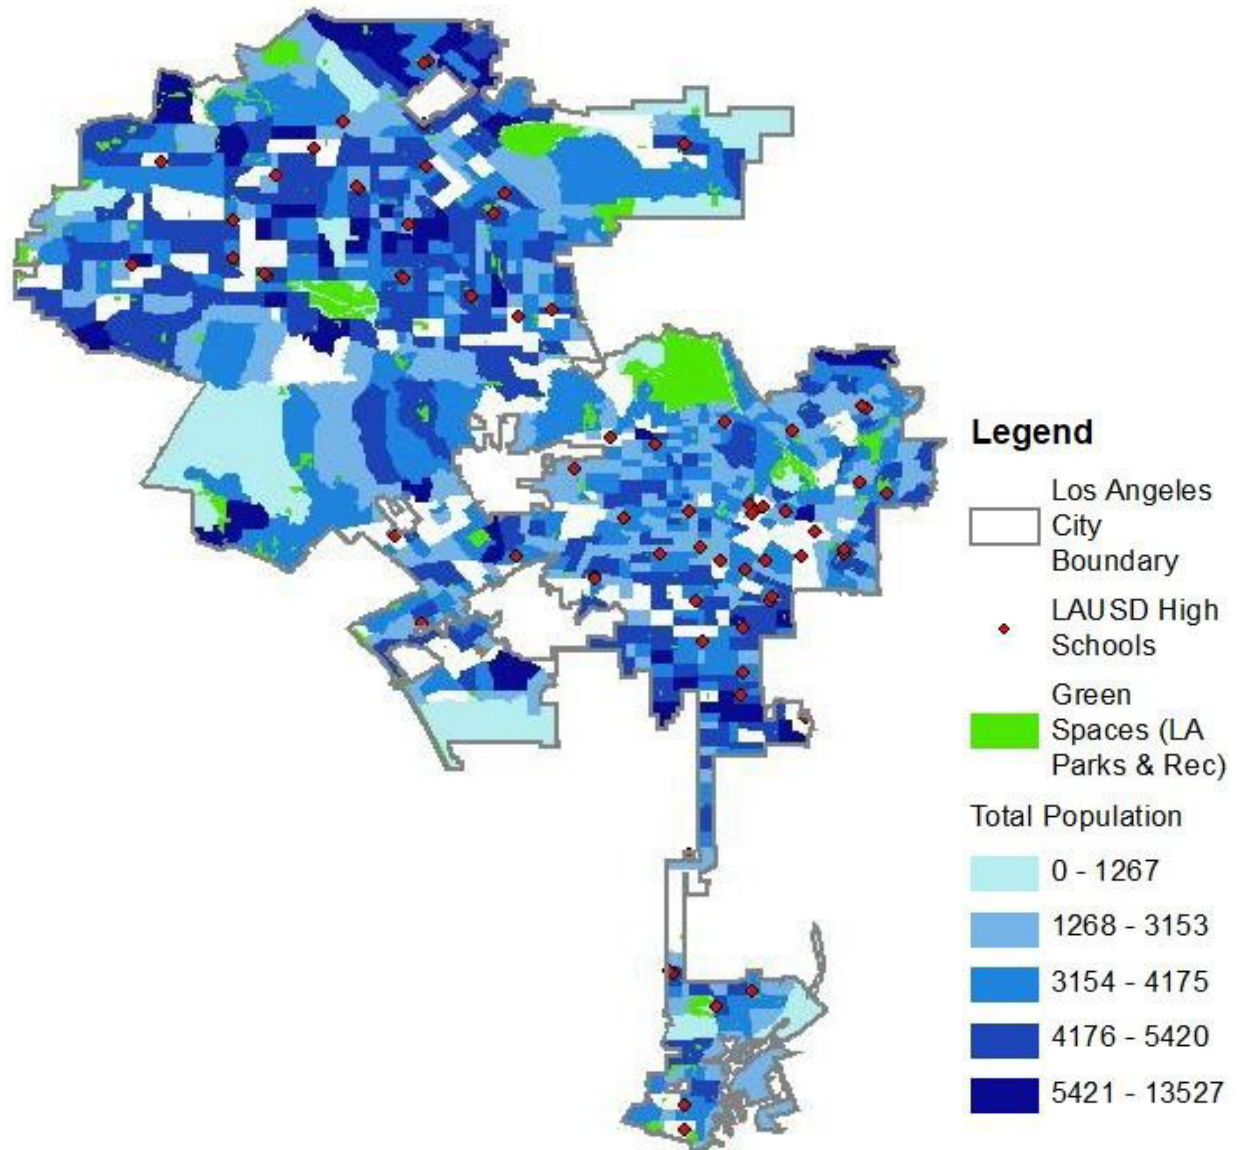 Legend
Los Angeles
City
Boundary
LAUSD High
Schools
Green
Spaces (LA
Parks & Rec)
Total Population
0 - 1267
1268 - 3153
3154 - 4175
4176 - 5420
5421 - 13527